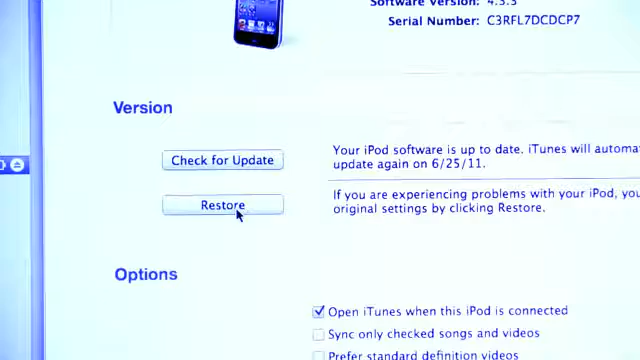 Software Version: 4.3.3
Serial Number: C3RFL7DCDCP7
Version
Check for Update
Your iPod software is up to date. iTunes will automa
update again on 6/25/11.
Restore
If you are experiencing problems with your iPod, you
original settings by clicking Restore.
Options
Open iTunes when this iPod is connected
Sync only checked songs and videos
Prefer standard definition videos